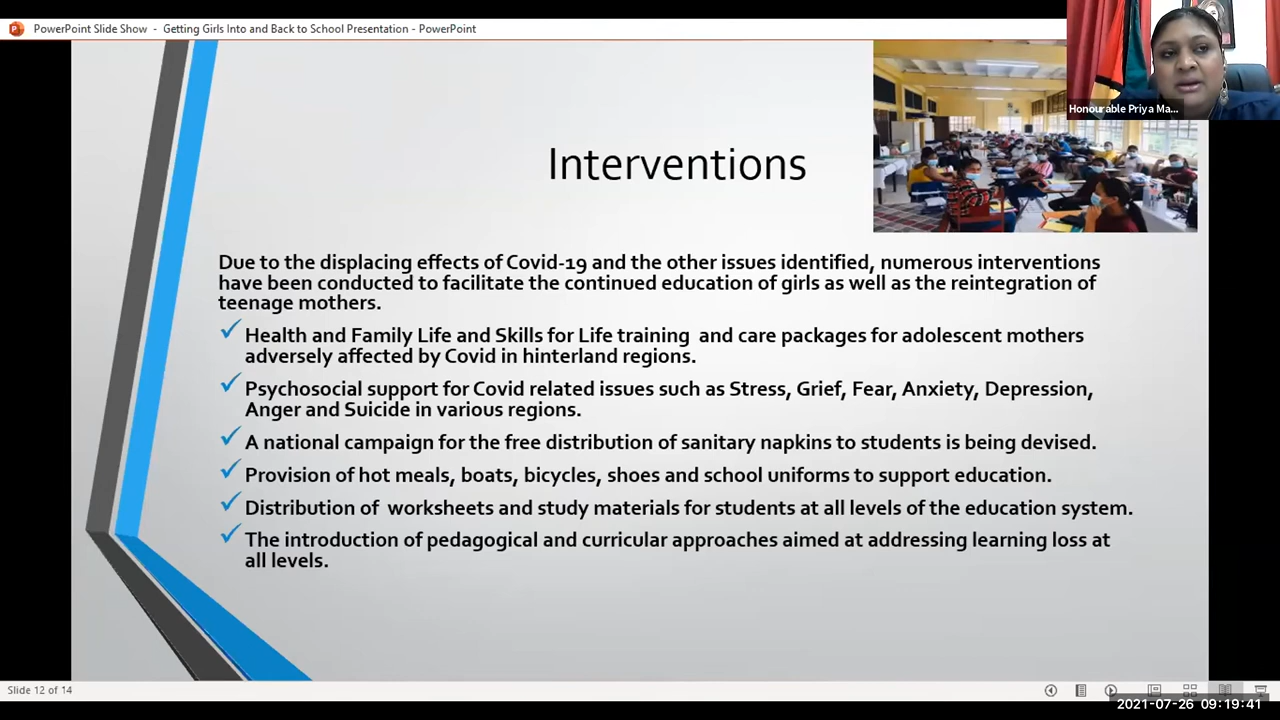 PowerPoint Slide Show - Getting Girls Into and Back to School Presentation - PowerPoint
Honourable Priya Ma...
Interventions
Due to the displacing effects of Covid-19 and the other issues identified, numerous interventions
have been conducted to facilitate the continued education of girls as well as the reintegration of
teenage mothers.
Health and Family Life and Skills for Life training and care packages for adolescent mothers
adversely affected by Covid in hinterland regions.
Psychosocial support for Covid related issues such as Stress, Grief, Fear, Anxiety, Depression,
Anger and Suicide in various regions.
A national campaign for the free distribution of sanitary napkins to students is being devised.
Provision of hot meals, boats, bicycles, shoes and school uniforms to support education.
Distribution of worksheets and study materials for students at all levels of the education system.
The introduction of pedagogical and curricular approaches aimed at addressing learning loss at
all levels.
Slide 12 of 14
2021-07-26 09:19:41